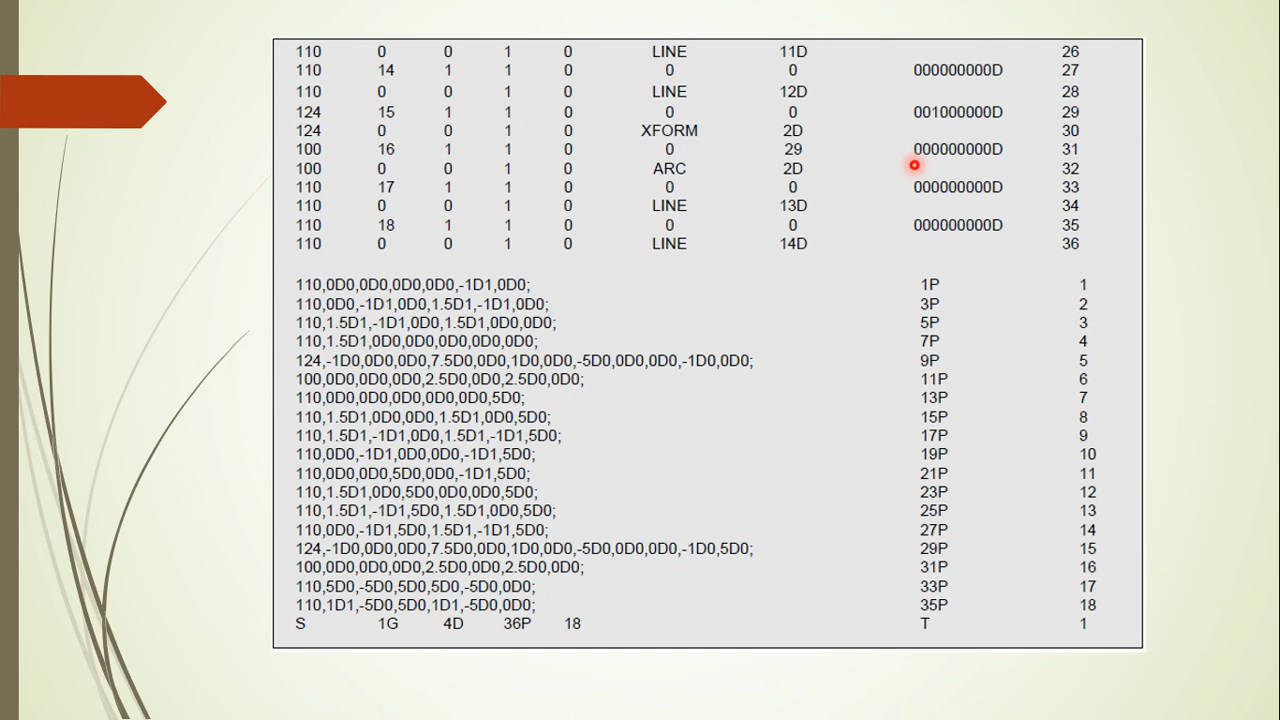 110 0 0 1 0 LINE 11D 26
110 14 1 1 0 0 0 000000000D 27
110 0 0 1 0 LINE 12D 28
124 15 1 1 0 0 0 001000000D 29
124 0 0 1 0 XFORM 2D 30
100 16 1 1 0 0 29 000000000D 31
100 0 0 1 0 ARC 2D 32
110 17 1 1 0 0 0 000000000D 33
110 0 0 1 0 LINE 13D 34
110 18 1 1 0 0 0 000000000D 35
110 0 0 1 0 LINE 14D 36
110,0D0,0D0,0D0,0D0,-1D1,0D0; 1P 1
110,0D0,-1D1,0D0,1.5D1,-1D1,0D0; 3P 2
110,1.5D1,-1D1,0D0,1.5D1,0D0,0D0; 5P 3
110,1.5D1,0D0,0D0,0D0,0D0,0D0; 7P 4
124,-1D0,0D0,0D0,7.5D0,0D0,1D0,0D0,-5D0,0D0,0D0,-1D0,0D0; 9P 5
100,0D0,0D0,0D0,2.5D0,0D0,2.5D0,0D0; 11P 6
110,0D0,0D0,0D0,0D0,0D0,5D0; 13P 7
110,1.5D1,0D0,0D0,1.5D1,0D0,5D0; 15P 8
110,1.5D1,-1D1,0D0,1.5D1,-1D1,5D0; 17P 9
110,0D0,-1D1,0D0,0D0,-1D1,5D0; 19P 10
110,0D0,0D0,5D0,0D0,-1D1,5D0; 21P 11
110,1.5D1,0D0,5D0,0D0,0D0,5D0; 23P 12
110,1.5D1,-1D1,5D0,1.5D1,0D0,5D0; 25P 13
110,0D0,-1D1,5D0,1.5D1,-1D1,5D0; 27P 14
124,-1D0,0D0,0D0,7.5D0,0D0,1D0,0D0,-5D0,0D0,0D0,-1D0,5D0; 29P 15
100,0D0,0D0,0D0,2.5D0,0D0,2.5D0,0D0; 31P 16
110,5D0,-5D0,5D0,5D0,-5D0,0D0; 33P 17
110,1D1,-5D0,5D0,1D1,-5D0,0D0; 35P 18
S 1G 4D 36P 18 T 1